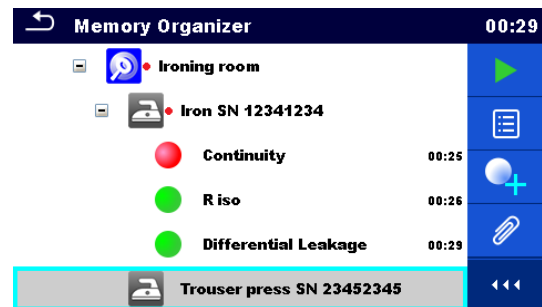 Memory Organizer 00:29
Ironing room
Iron SN 12341234
Continuity 00:25
R iso 00:26
Differential Leakage 00:29
Trouser press SN 23452345